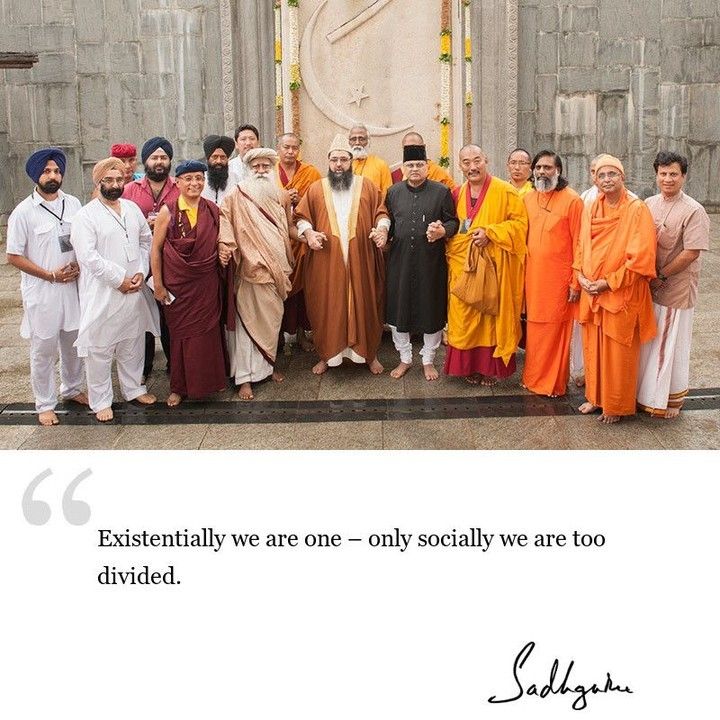 “
Existentially we are one – only socially we are too
divided.
Sadhguru